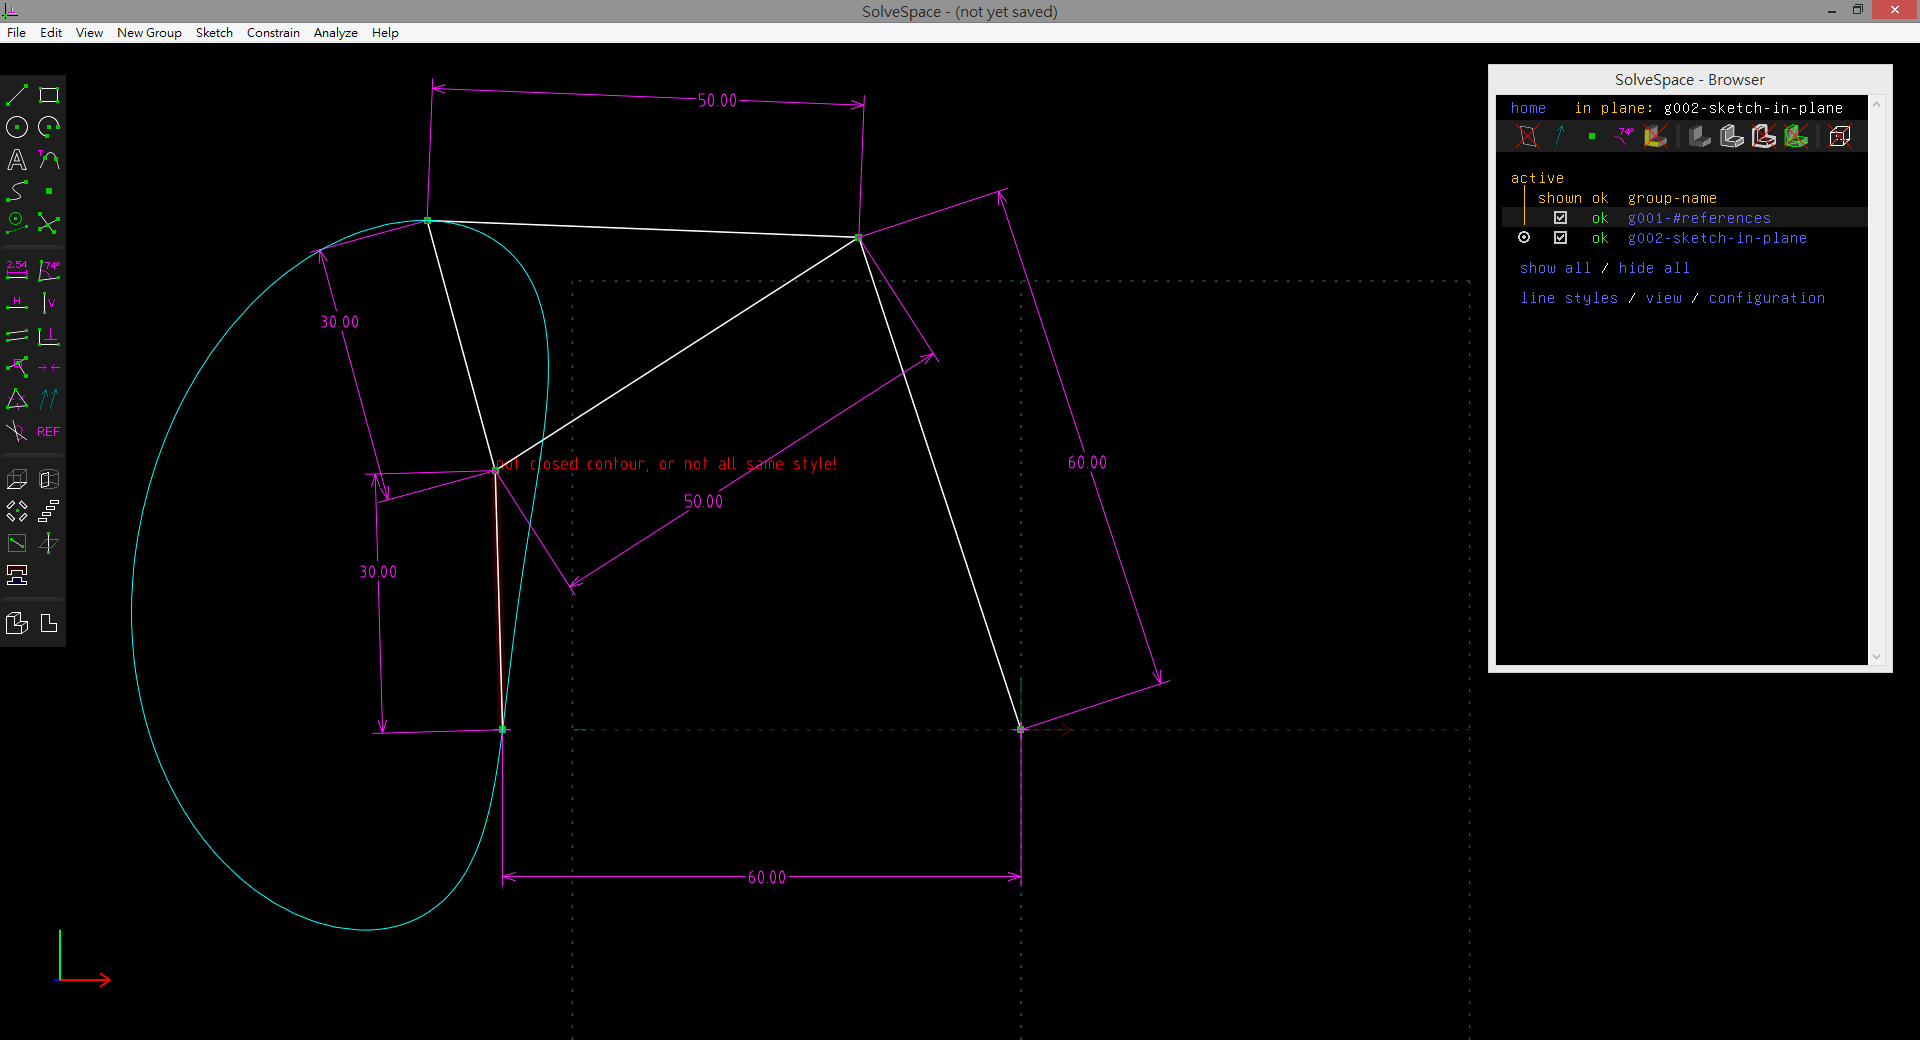 SolveSpace - (not yet saved)
File Edit View New Group Sketch Constrain Analyze Help
SolveSpace - Browser
home in plane: g002-sketch-in-plane
74°
active
shown ok group-name
ok g001-#references
ok g002-sketch-in-plane
show all / hide all
line styles / view / configuration
50.00
30.00
not closed contour, or not all same style!
60.00
50.00
30.00
60.00
A
T
2.54 74°
H V
REF